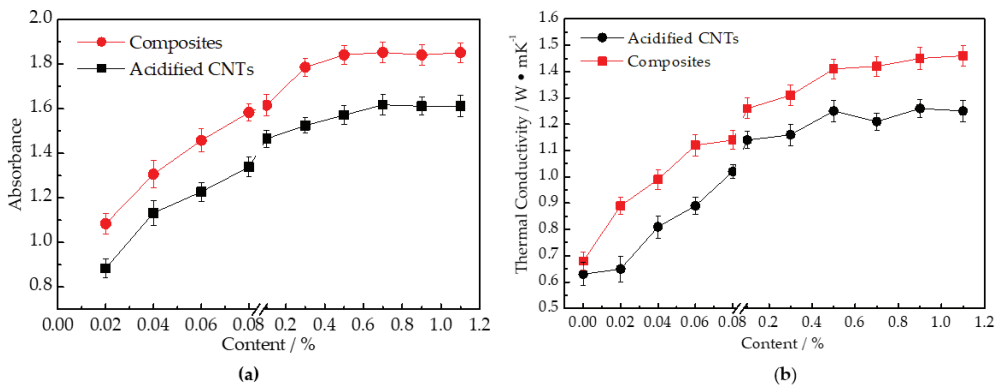 2.0
1.8
1.6
1.4
1.2
1.0
0.8
Absorbance
Composites
Acidified CNTs
0.00 0.02 0.04 0.06 0.08 0.2 0.4 0.6 0.8 1.0 1.2
Content / %
(a)
1.6
1.5
1.4
1.3
1.2
1.1
1.0
0.9
0.8
0.7
0.6
0.5
Thermal Conductivity / W • mK⁻¹
Acidified CNTs
Composites
0.00 0.02 0.04 0.06 0.08 0.2 0.4 0.6 0.8 1.0 1.2
Content / %
(b)